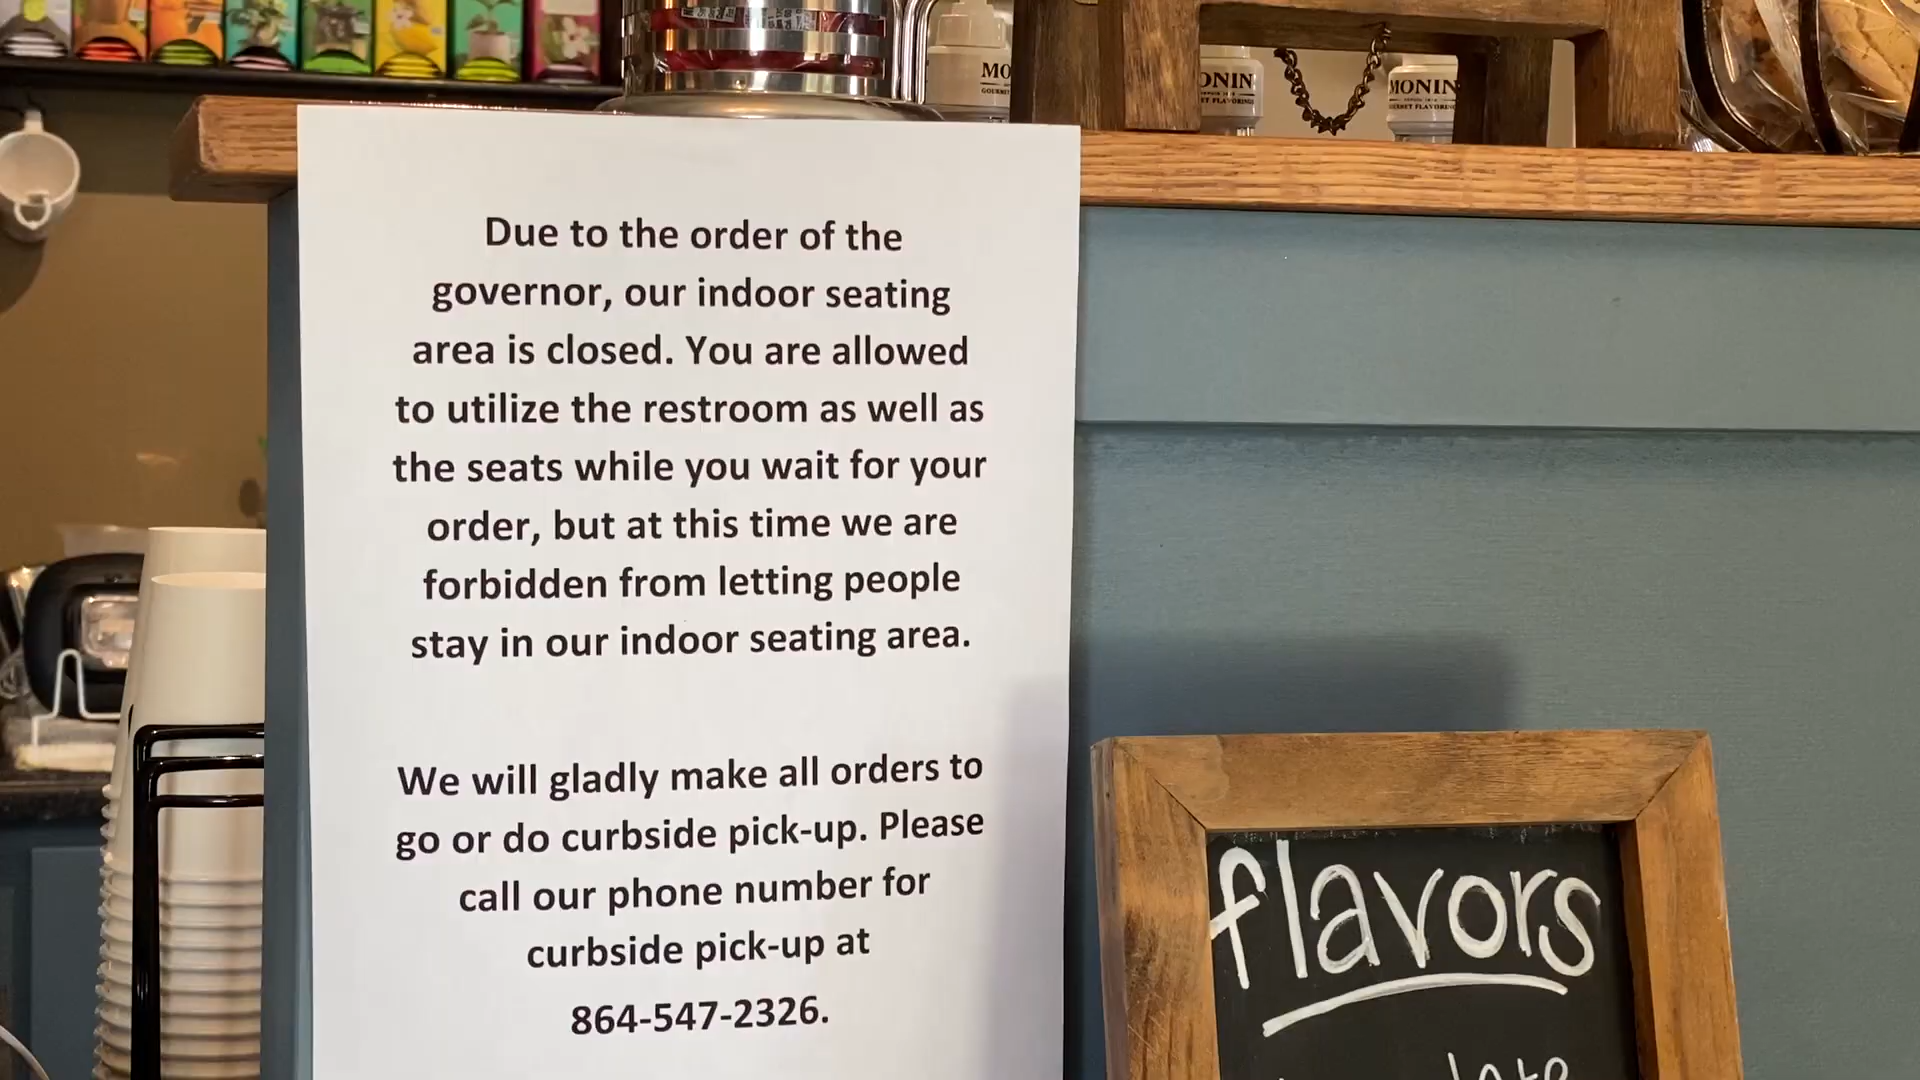 MONIN
MONIN
Due to the order of the
governor, our indoor seating
area is closed. You are allowed
to utilize the restroom as well as
the seats while you wait for your
order, but at this time we are
forbidden from letting people
stay in our indoor seating area.
We will gladly make all orders to
go or do curbside pick-up. Please
call our phone number for
curbside pick-up at
864-547-2326.
flavors